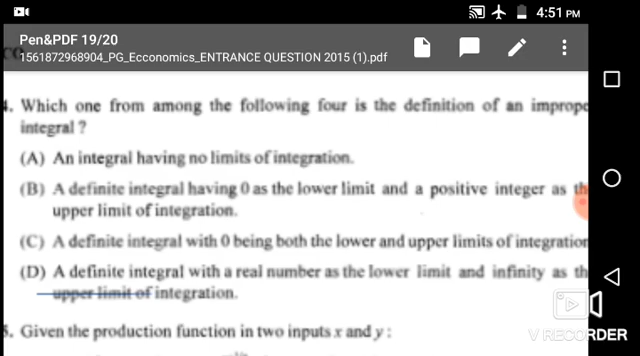 4:51 PM
Pen&PDF 19/20
1561872968904_PG_Ecconomics_ENTRANCE QUESTION 2015 (1).pdf
4. Which one from among the following four is the definition of an imprope
integral ?
(A) An integral having no limits of integration.
(B) A definite integral having 0 as the lower limit and a positive integer as th
upper limit of integration.
(C) A definite integral with 0 being both the lower and upper limits of integration
(D) A definite integral with a real number as the lower limit and infinity as th
upper limit of integration.
5. Given the production function in two inputs x and y :
V RECORDER